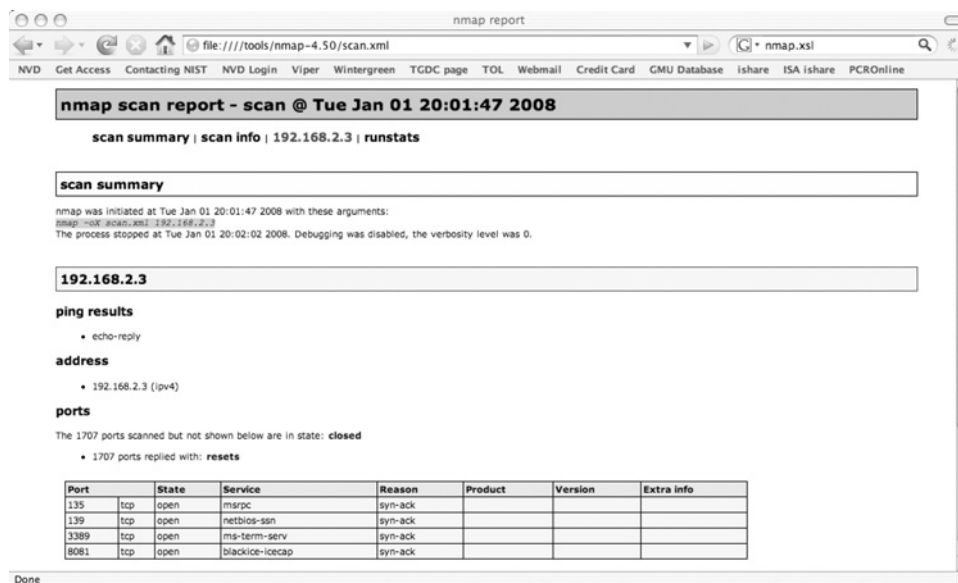 nmap report
file:////tools/nmap-4.50/scan.xml
G nmap.xsl
NVD Get Access Contacting NIST NVD Login Viper Wintergreen TGDC page TOL Webmail Credit Card GMU Database ishare ISA ishare PCROnline
nmap scan report - scan @ Tue Jan 01 20:01:47 2008
scan summary | scan info | 192.168.2.3 | runstats
scan summary
nmap was initiated at Tue Jan 01 20:01:47 2008 with these arguments:
nmap -oX scan.xml 192.168.2.3
The process stopped at Tue Jan 01 20:02:02 2008. Debugging was disabled, the verbosity level was 0.
192.168.2.3
ping results
• echo-reply
address
• 192.168.2.3 (ipv4)
ports
The 1707 ports scanned but not shown below are in state: closed
• 1707 ports replied with: resets
Port State Service Reason Product Version Extra info
135 tcp open msrpc syn-ack
139 tcp open netbios-ssn syn-ack
3389 tcp open ms-term-serv syn-ack
8081 tcp open blackice-icecap syn-ack
Done